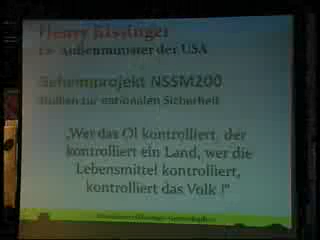 Henry Kissinger
Ex- Außenminister der USA
Geheimprojekt NSSM200
Studien zur nationalen Sicherheit
„Wer das Öl kontrolliert, der
kontrolliert ein Land, wer die
Lebensmittel kontrolliert,
kontrolliert das Volk !“